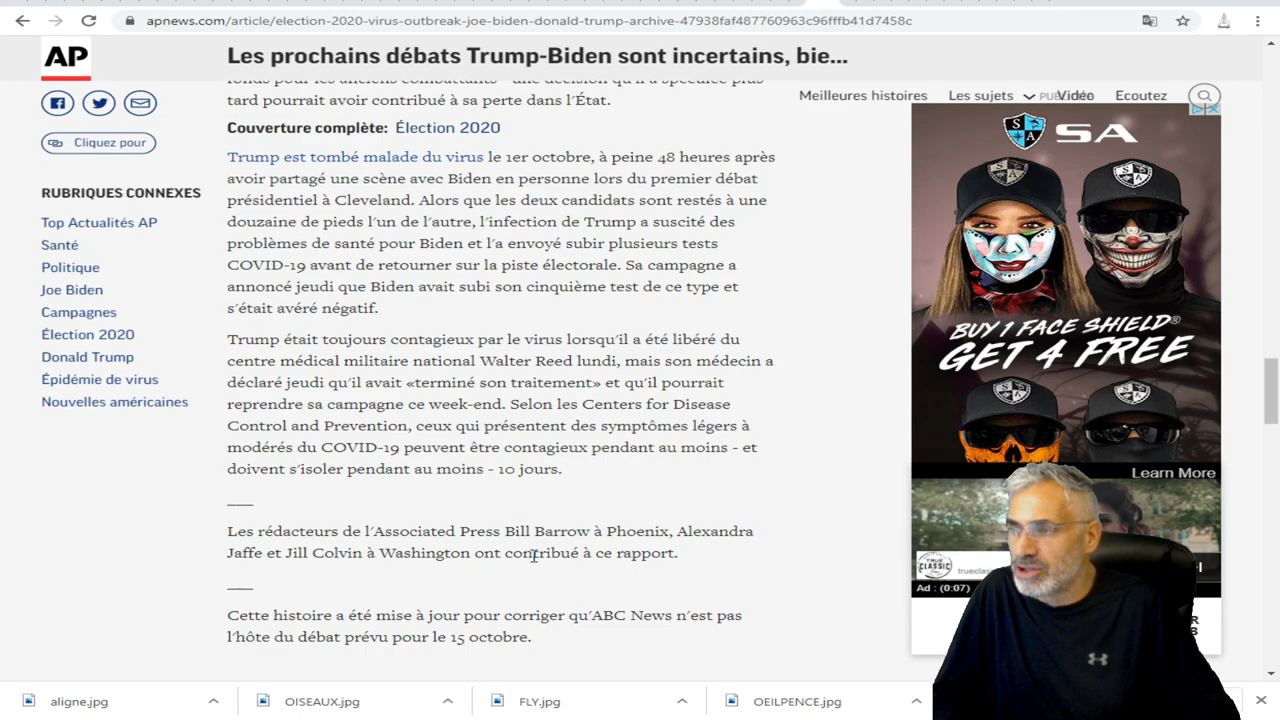 apnews.com/article/election-2020-virus-outbreak-joe-biden-donald-trump-archive-47938faf487760963c96fffb41d7458c
AP
Les prochains débats Trump-Biden sont incertains, bie...
Meilleures histoires
Les sujets
Vidéo
Ecoutez
tard pourrait avoir contribué à sa perte dans l'État.
Couverture complète: Élection 2020
Cliquez pour
RUBRIQUES CONNEXES
Top Actualités AP
Santé
Politique
Joe Biden
Campagnes
Élection 2020
Donald Trump
Épidémie de virus
Nouvelles américaines
Trump est tombé malade du virus le 1er octobre, à peine 48 heures après
avoir partagé une scène avec Biden en personne lors du premier débat
présidentiel à Cleveland. Alors que les deux candidats sont restés à une
douzaine de pieds l'un de l'autre, l'infection de Trump a suscité des
problèmes de santé pour Biden et l'a envoyé subir plusieurs tests
COVID-19 avant de retourner sur la piste électorale. Sa campagne a
annoncé jeudi que Biden avait subi son cinquième test de ce type et
s'était avéré négatif.
Trump était toujours contagieux par le virus lorsqu'il a été libéré du
centre médical militaire national Walter Reed lundi, mais son médecin a
déclaré jeudi qu'il avait «terminé son traitement» et qu'il pourrait
reprendre sa campagne ce week-end. Selon les Centers for Disease
Control and Prevention, ceux qui présentent des symptômes légers à
modérés du COVID-19 peuvent être contagieux pendant au moins - et
doivent s'isoler pendant au moins - 10 jours.
Les rédacteurs de l'Associated Press Bill Barrow à Phoenix, Alexandra
Jaffe et Jill Colvin à Washington ont contribué à ce rapport.
Cette histoire a été mise à jour pour corriger qu'ABC News n'est pas
l'hôte du débat prévu pour le 15 octobre.
SA
BUY 1 FACE SHIELD®
GET 4 FREE
Learn More
TRUE CLASSIC
Ad : (0:07)
aligne.jpg
OISEAUX.jpg
FLY.jpg
OEILPENCE.jpg